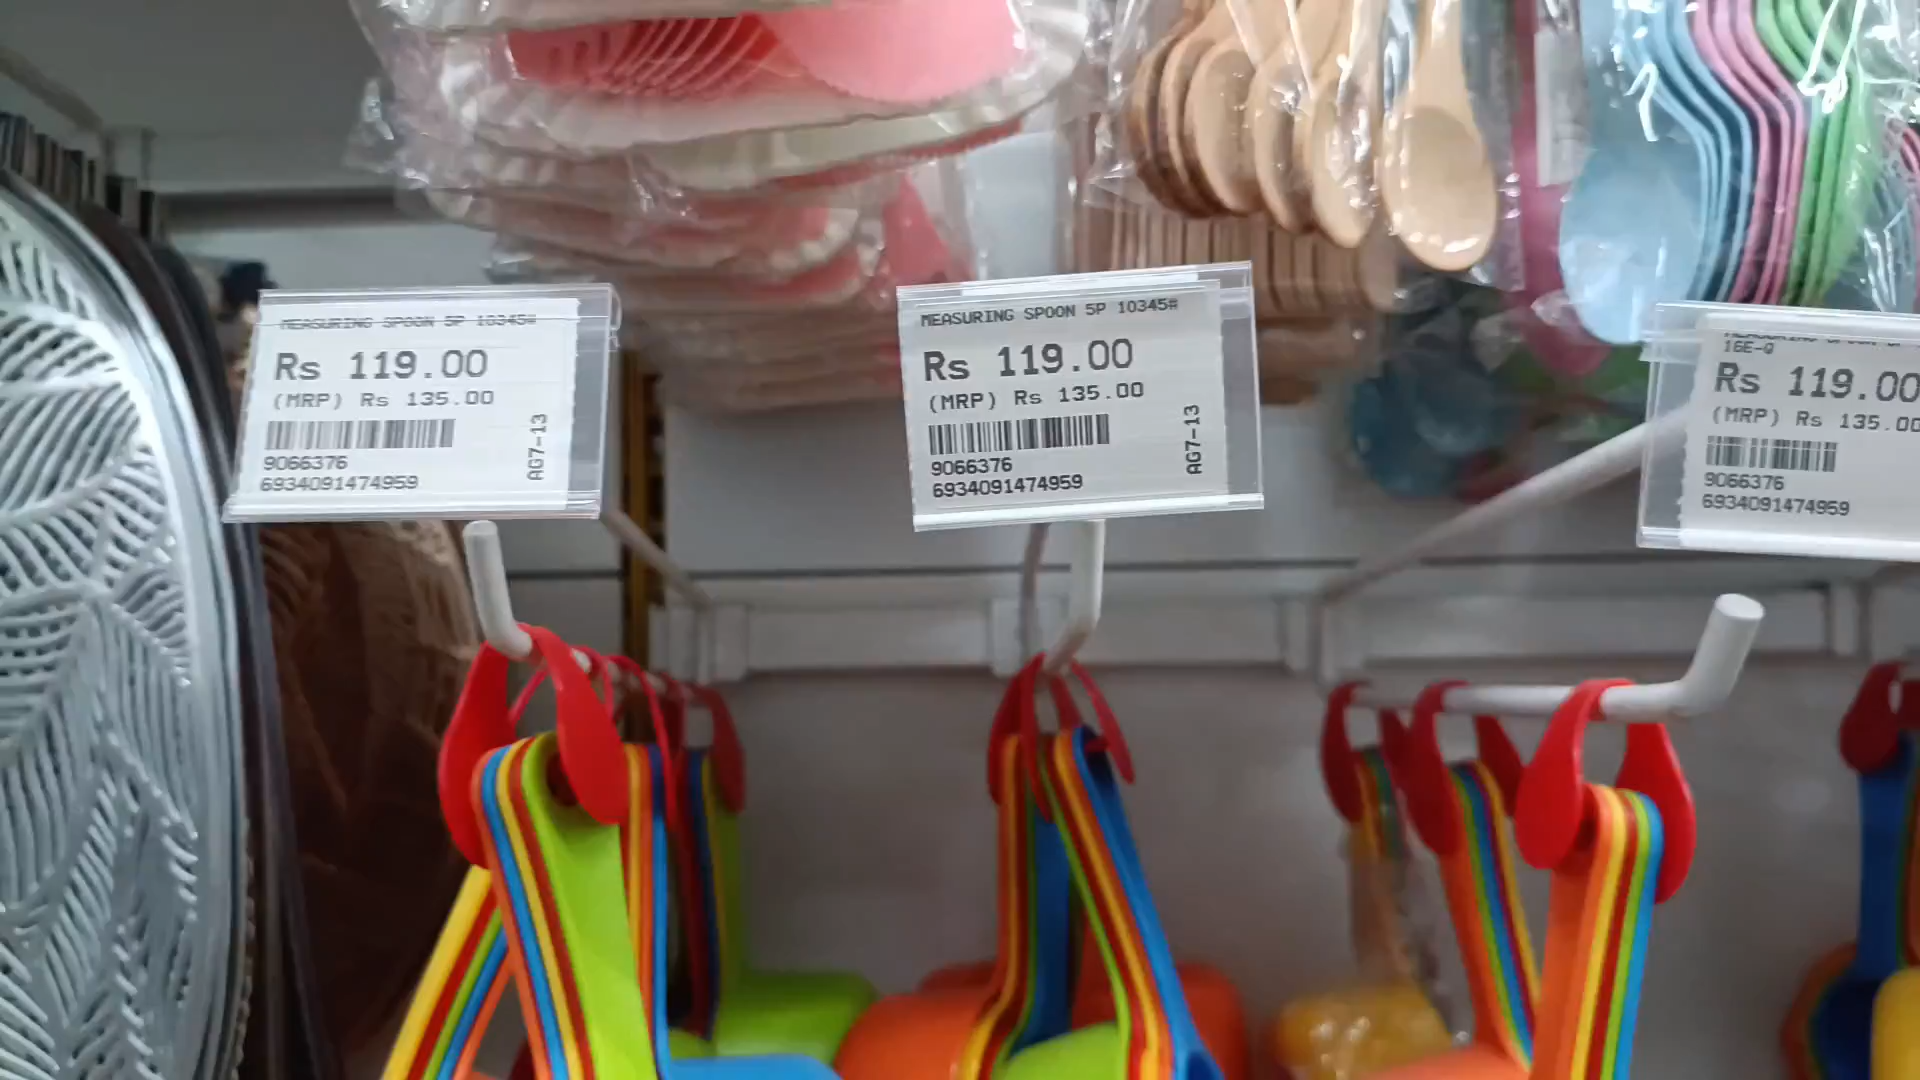 MEASURING SPOON 5P 10345#
Rs 119.00
(MRP) Rs 135.00
9066376
6934091474959
AG7-13
MEASURING SPOON 5P 10345#
Rs 119.00
(MRP) Rs 135.00
9066376
6934091474959
AG7-13
MEASURING SPOON
16E-Q
Rs 119.00
(MRP) Rs 135.00
9066376
6934091474959